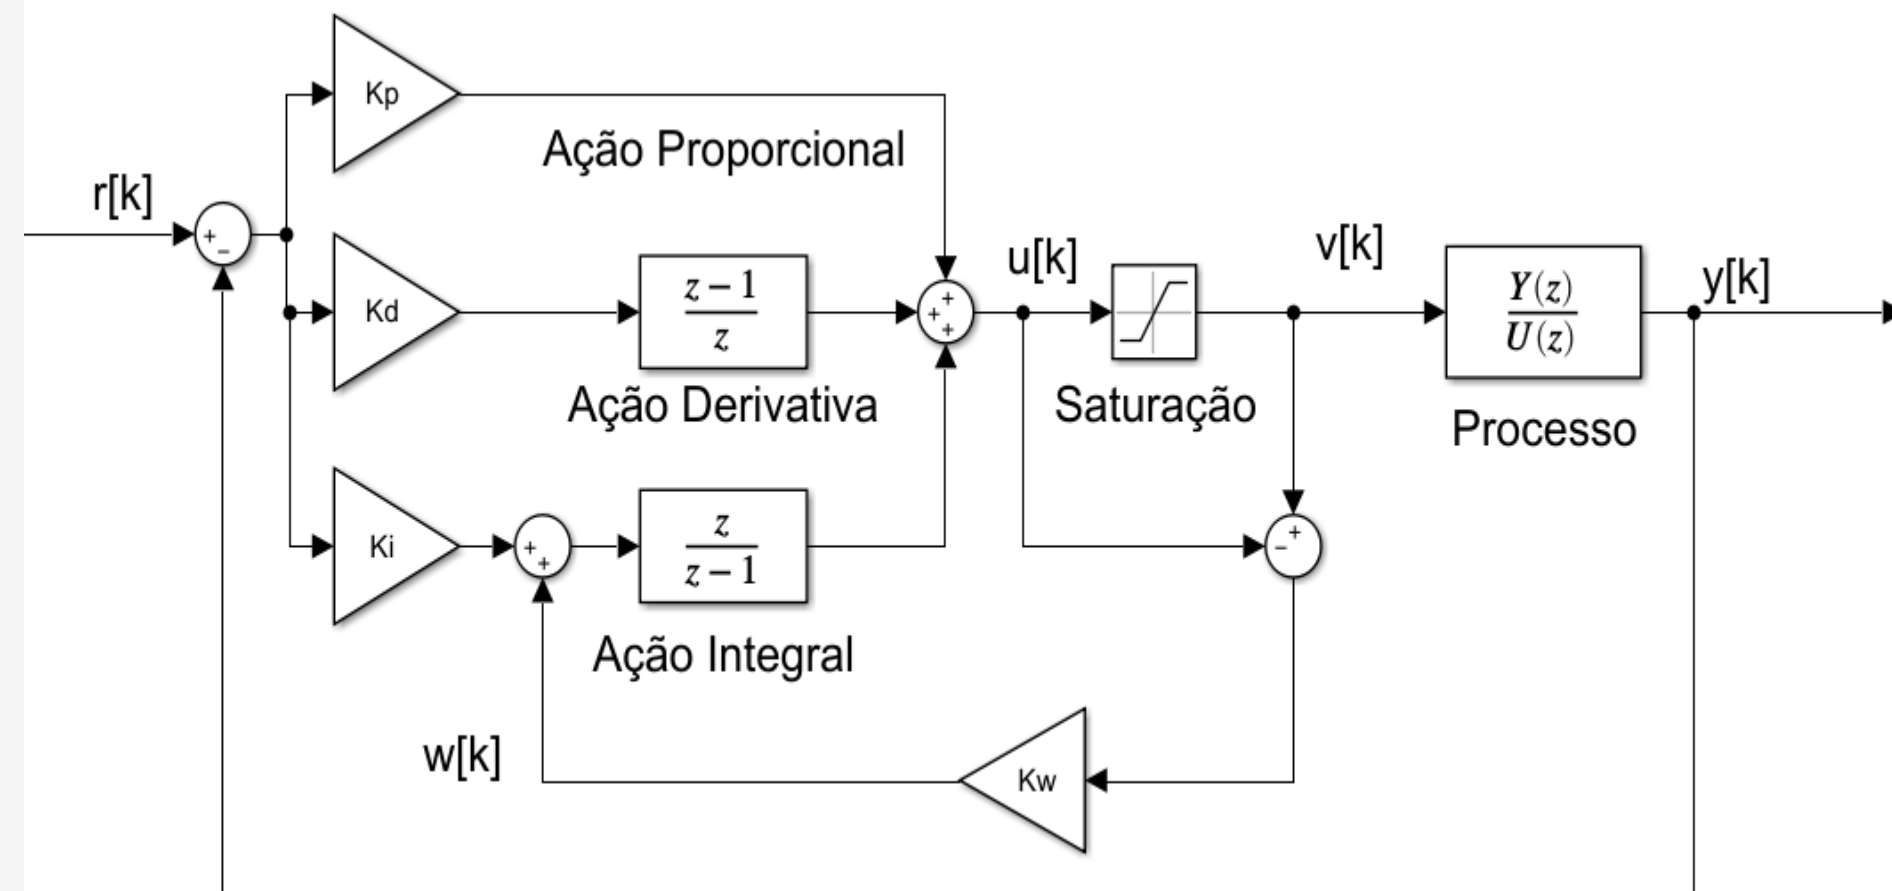 Kp
Ação Proporcional
r[k]
+
−
Kd
z − 1
z
Ação Derivativa
+
+
+
u[k]
Saturação
v[k]
Y(z)
U(z)
Processo
y[k]
Ki
+
+
z
z − 1
Ação Integral
−
+
w[k]
Kw